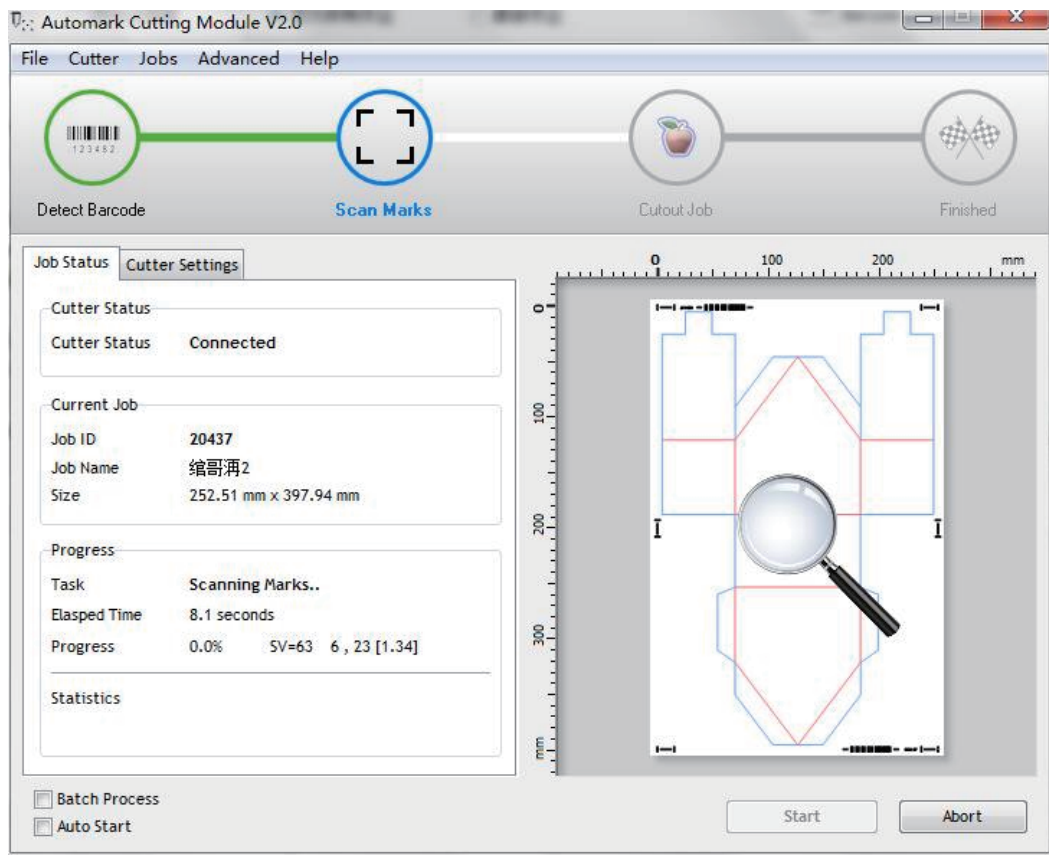 Automark Cutting Module V2.0
File Cutter Jobs Advanced Help
123452
Detect Barcode Scan Marks Cutout Job Finished
Job Status Cutter Settings
Cutter Status
Cutter Status Connected
Current Job
Job ID 20437
Job Name 绾哥洅2
Size 252.51 mm x 397.94 mm
Progress
Task Scanning Marks..
Elasped Time 8.1 seconds
Progress 0.0% SV=63 6 , 23 [1.34]
Statistics
0 100 200 mm
0
100
200
300
mm
Batch Process
Auto Start
Start Abort